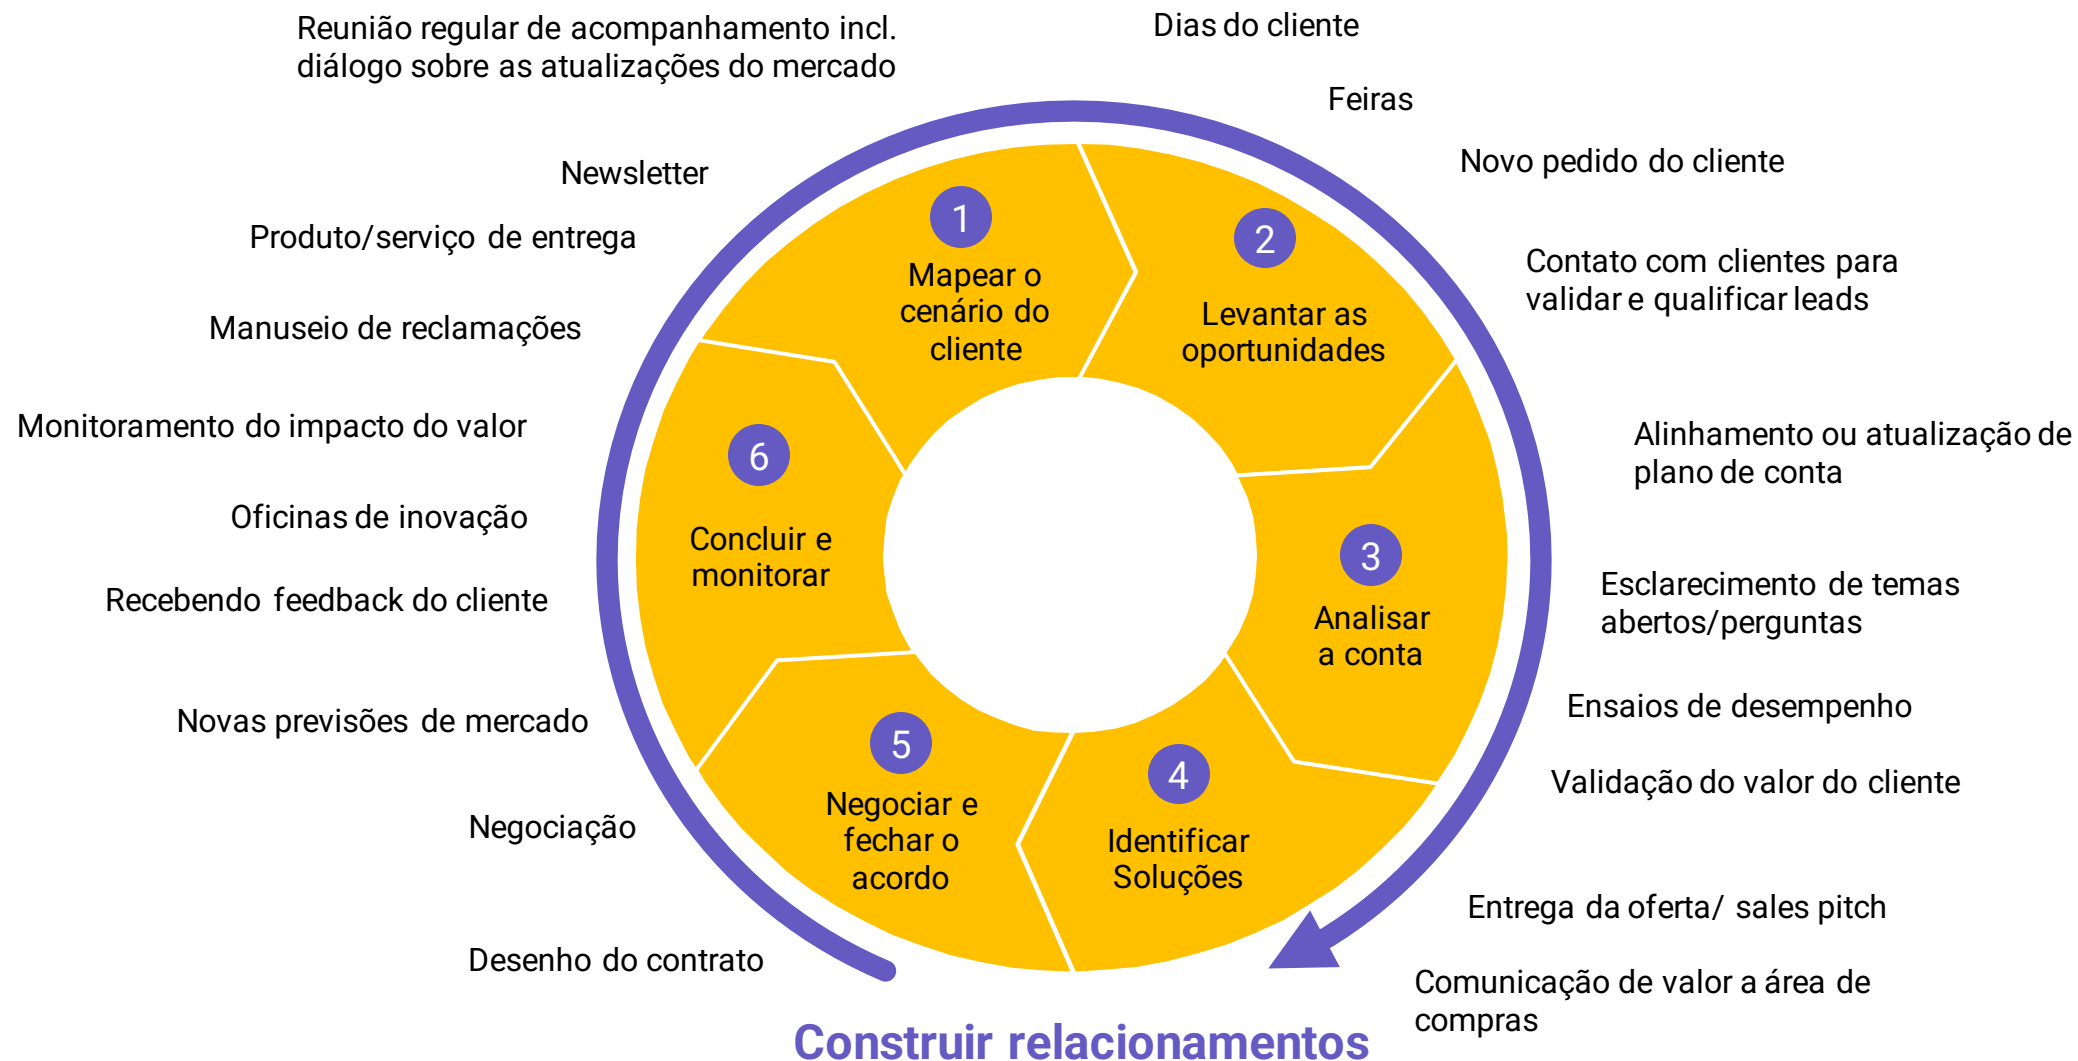 Reunião regular de acompanhamento incl.
diálogo sobre as atualizações do mercado
Dias do cliente
Feiras
Novo pedido do cliente
Contato com clientes para
validar e qualificar leads
Alinhamento ou atualização de
plano de conta
Esclarecimento de temas
abertos/perguntas
Ensaios de desempenho
Validação do valor do cliente
Entrega da oferta/ sales pitch
Comunicação de valor a área de
compras
Newsletter
Produto/serviço de entrega
Manuseio de reclamações
Monitoramento do impacto do valor
Oficinas de inovação
Recebendo feedback do cliente
Novas previsões de mercado
Negociação
Desenho do contrato
1
Mapear o
cenário do
cliente
2
Levantar as
oportunidades
3
Analisar
a conta
4
Identificar
Soluções
5
Negociar e
fechar o
acordo
6
Concluir e
monitorar
Construir relacionamentos